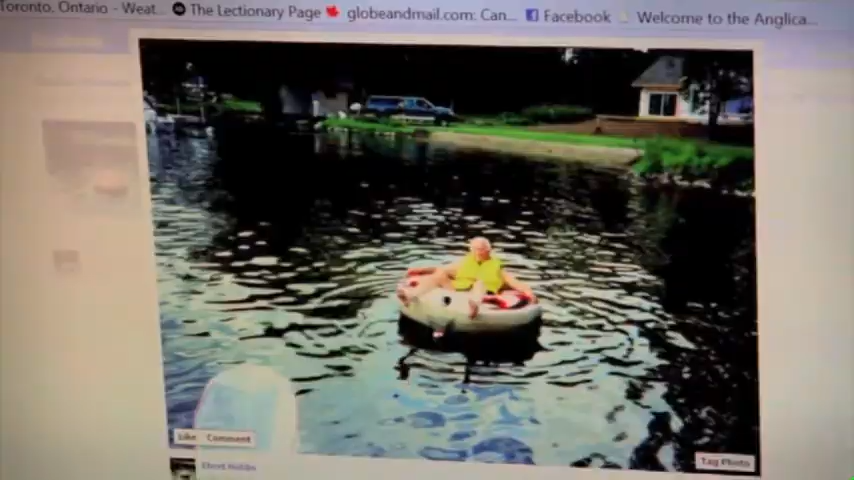 Toronto, Ontario - Weat... The Lectionary Page globeandmail.com: Can... Facebook Welcome to the Anglica...
Like Comment
Tag Photo